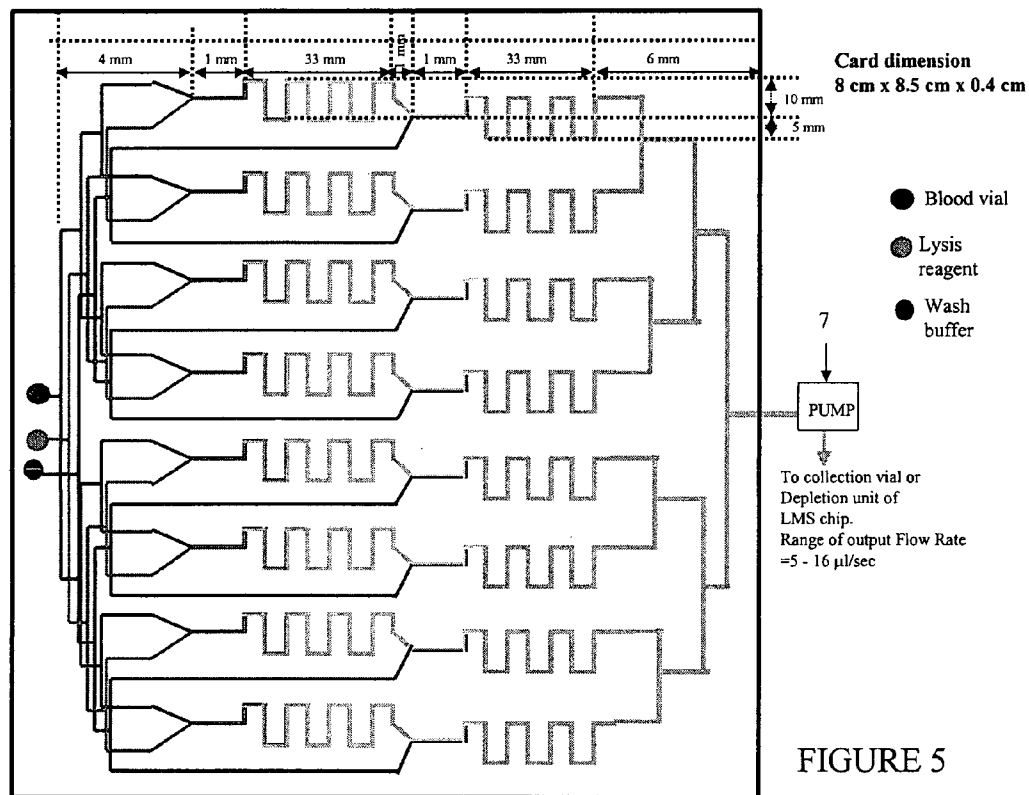 4 mm
1 mm
33 mm
1 mm
1 mm
33 mm
6 mm
10 mm
5 mm
Card dimension
8 cm x 8.5 cm x 0.4 cm
Blood vial
Lysis
reagent
Wash
buffer
7
PUMP
To collection vial or
Depletion unit of
LMS chip.
Range of output Flow Rate
=5 - 16 µl/sec
FIGURE 5